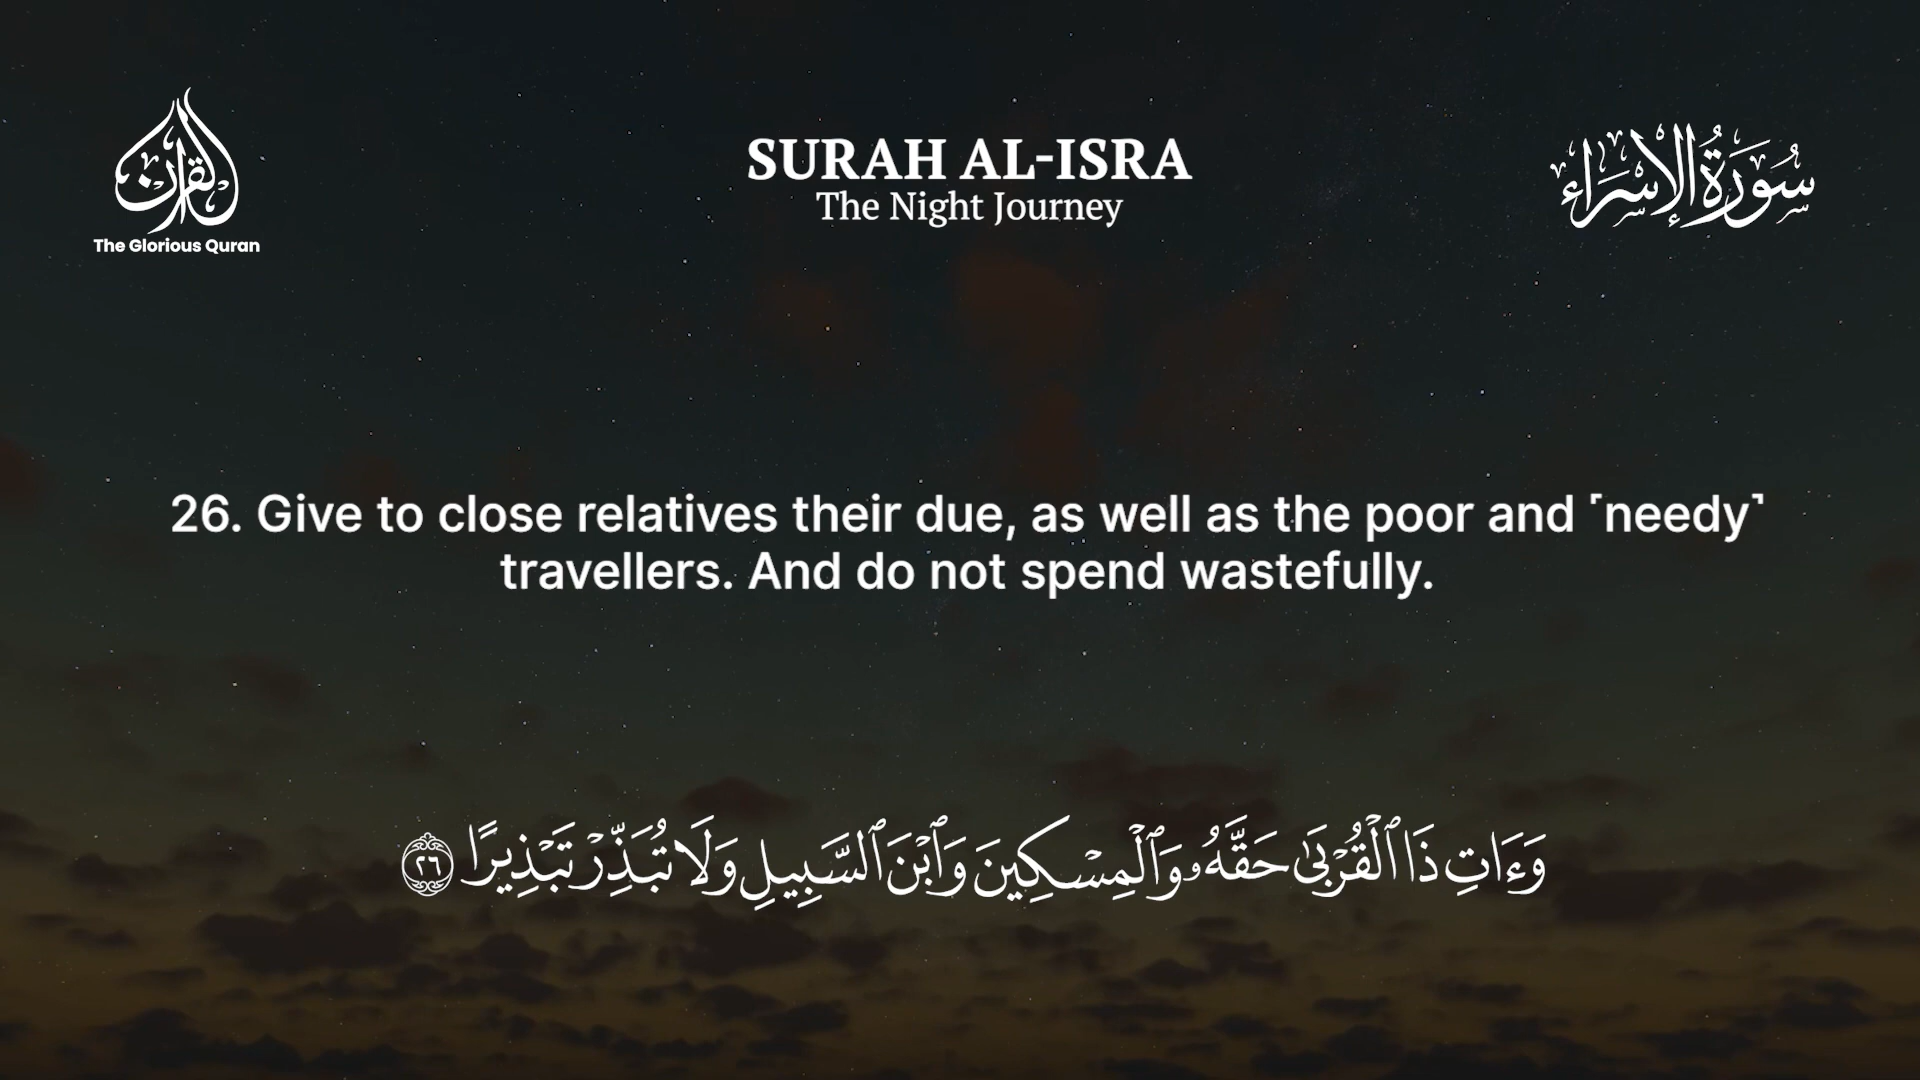 القرآن
The Glorious Quran
SURAH AL-ISRA
The Night Journey
سُورَةُ الإِسْرَاءِ
26. Give to close relatives their due, as well as the poor and ˹needy˺
travellers. And do not spend wastefully.
وَءَاتِ ذَا ٱلْقُرْبَىٰ حَقَّهُۥ وَٱلْمِسْكِينَ وَٱبْنَ ٱلسَّبِيلِ وَلَا تُبَذِّرْ تَبْذِيرًا ٢٦